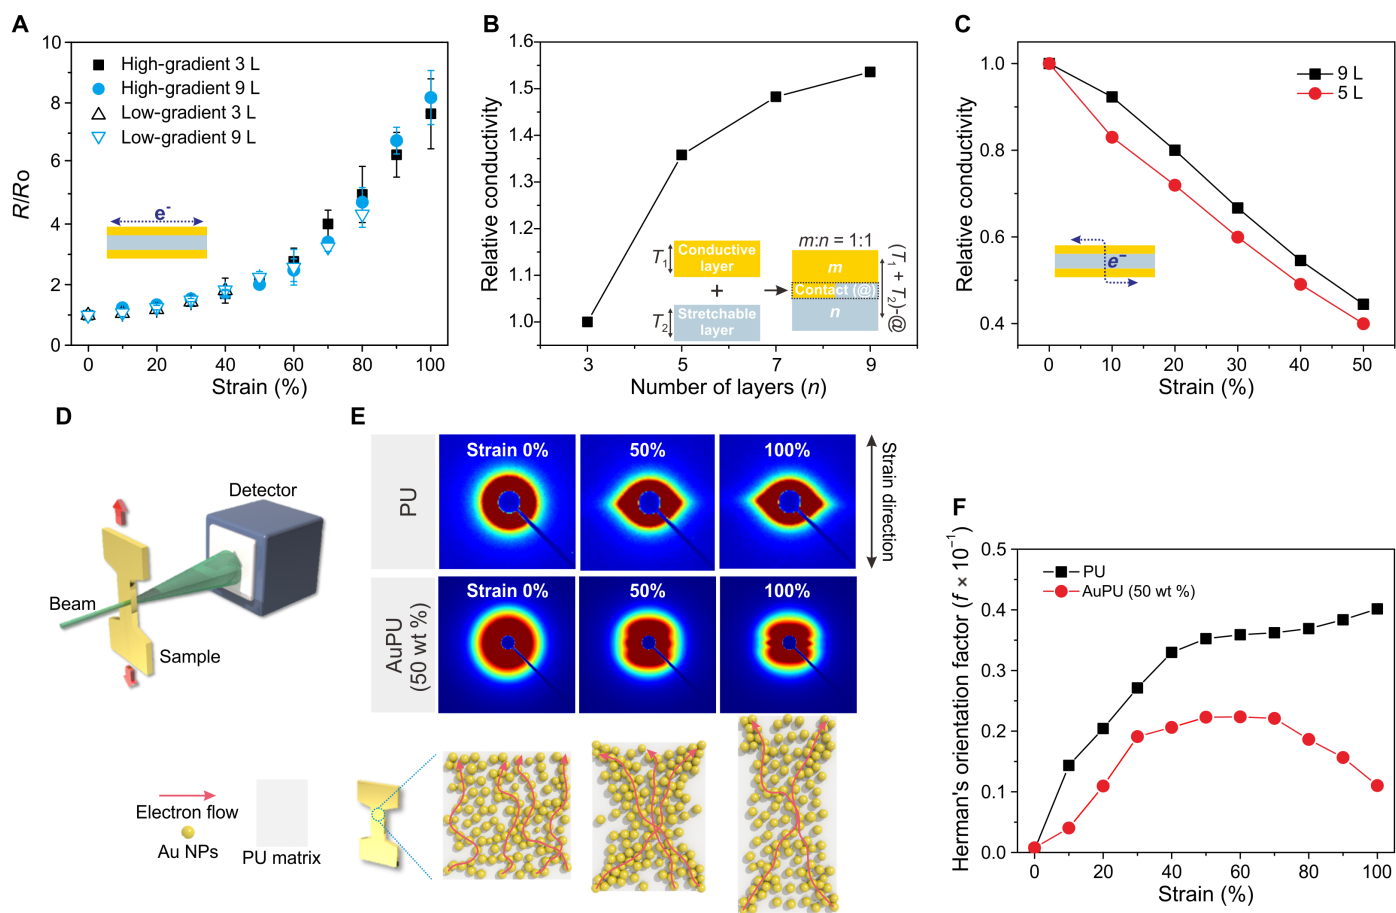 A
10
8
6
4
2
0
R/Ro
High-gradient 3 L
High-gradient 9 L
Low-gradient 3 L
Low-gradient 9 L
e-
0
20
40
60
80
100
Strain (%)
B
1.6
1.5
1.4
1.3
1.2
1.1
1.0
Relative conductivity
m:n = 1:1
T1
Conductive
layer
+
T2
Stretchable
layer
m
Contact (@)
n
(T1 + T2)-@
3
5
7
9
Number of layers (n)
C
1.0
0.8
0.6
0.4
Relative conductivity
9 L
5 L
e−
0
10
20
30
40
50
Strain (%)
D
Detector
Beam
Sample
E
PU
Strain 0%
50%
100%
Strain direction
AuPU
(50 wt %)
Strain 0%
50%
100%
Electron flow
Au NPs
PU matrix
F
0.5
0.4
0.3
0.2
0.1
0.0
Herman's orientation factor (f × 10−1)
PU
AuPU (50 wt %)
0
20
40
60
80
100
Strain (%)